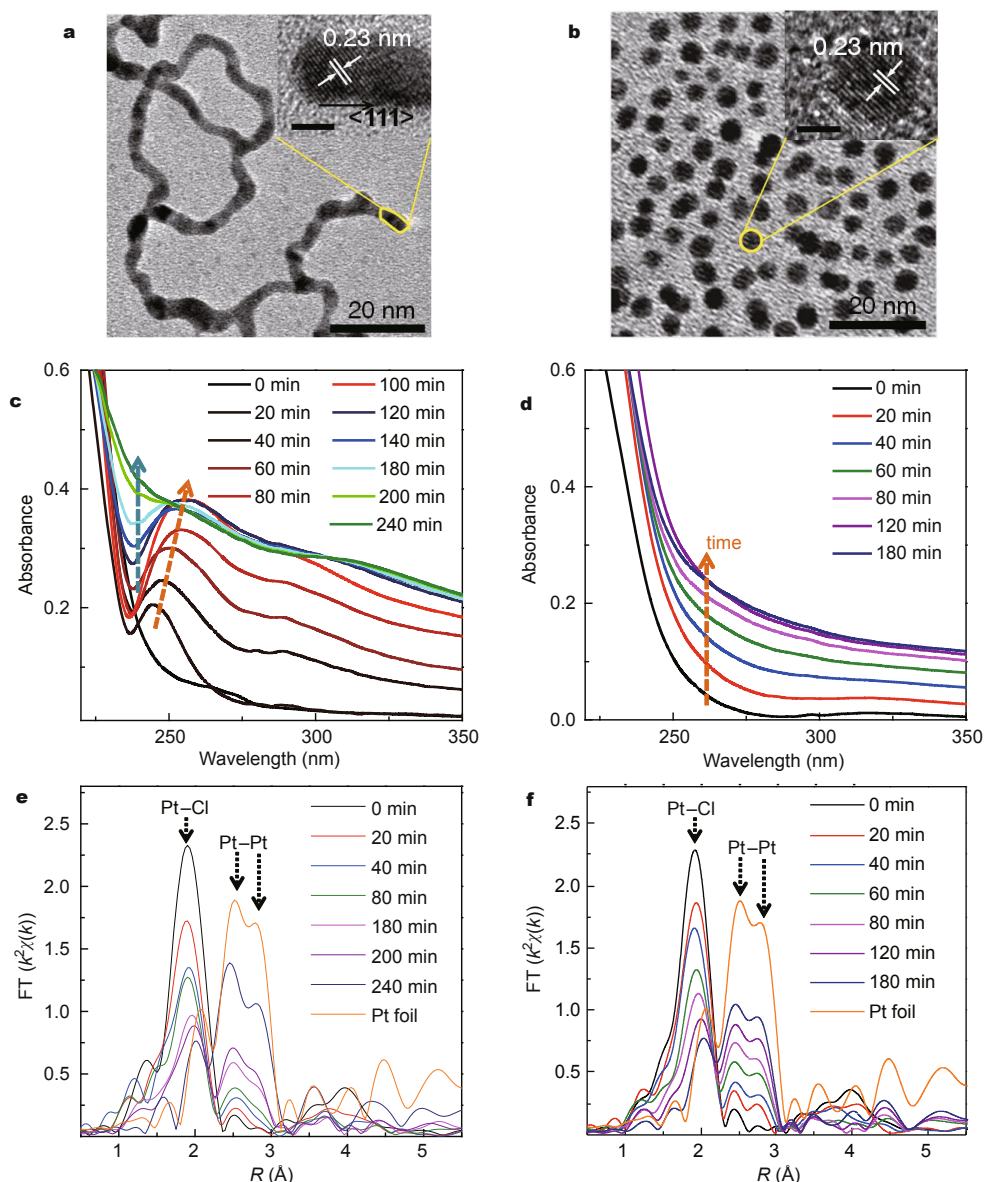 a
0.23 nm
<111>
20 nm
b
0.23 nm
20 nm
c
0.6
0.4
0.2
Absorbance
0 min
20 min
40 min
60 min
80 min
100 min
120 min
140 min
180 min
200 min
240 min
250
300
350
Wavelength (nm)
d
0.6
0.4
0.2
0.0
Absorbance
time
0 min
20 min
40 min
60 min
80 min
120 min
180 min
250
300
350
Wavelength (nm)
e
2.5
2.0
1.5
1.0
0.5
FT (k²χ(k))
Pt–Cl
Pt–Pt
0 min
20 min
40 min
80 min
180 min
200 min
240 min
Pt foil
1
2
3
4
5
R (Å)
f
2.5
2.0
1.5
1.0
0.5
FT (k²χ(k))
Pt–Cl
Pt–Pt
0 min
20 min
40 min
60 min
80 min
120 min
180 min
Pt foil
1
2
3
4
5
R (Å)